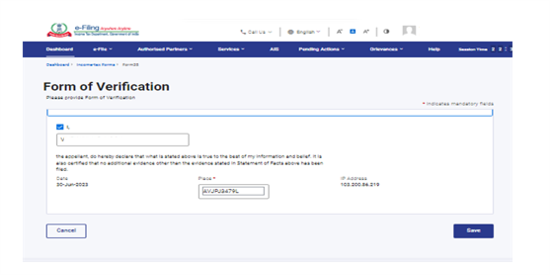 e-Filing Anywhere Anytime
Income Tax Department, Government of India
Call Us
English
Dashboard
e-File
Authorised Partners
Services
AIS
Pending Actions
Grievances
Help
Session Time
Dashboard > Incometax Forms > Form35
Form of Verification
Please provide Form of Verification
* Indicates mandatory fields
I,
V
the appellant, do hereby declare that what is stated above is true to the best of my information and belief. It is
also certified that no additional evidence other than the evidence stated in Statement of Facts above has been
filed.
Date
Place *
IP Address
30-Jun-2023
103.200.86.219
Cancel
Save